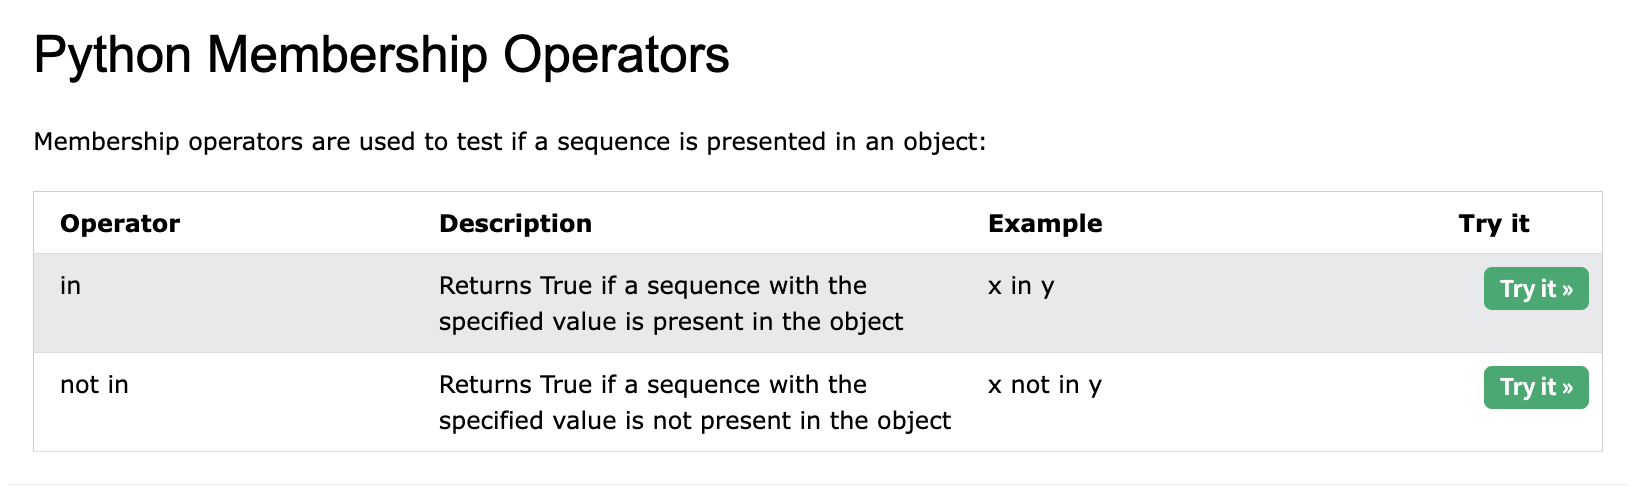 Python Membership Operators
Membership operators are used to test if a sequence is presented in an object:
Operator Description Example Try it
in Returns True if a sequence with the x in y Try it »
specified value is present in the object
not in Returns True if a sequence with the x not in y Try it »
specified value is not present in the object